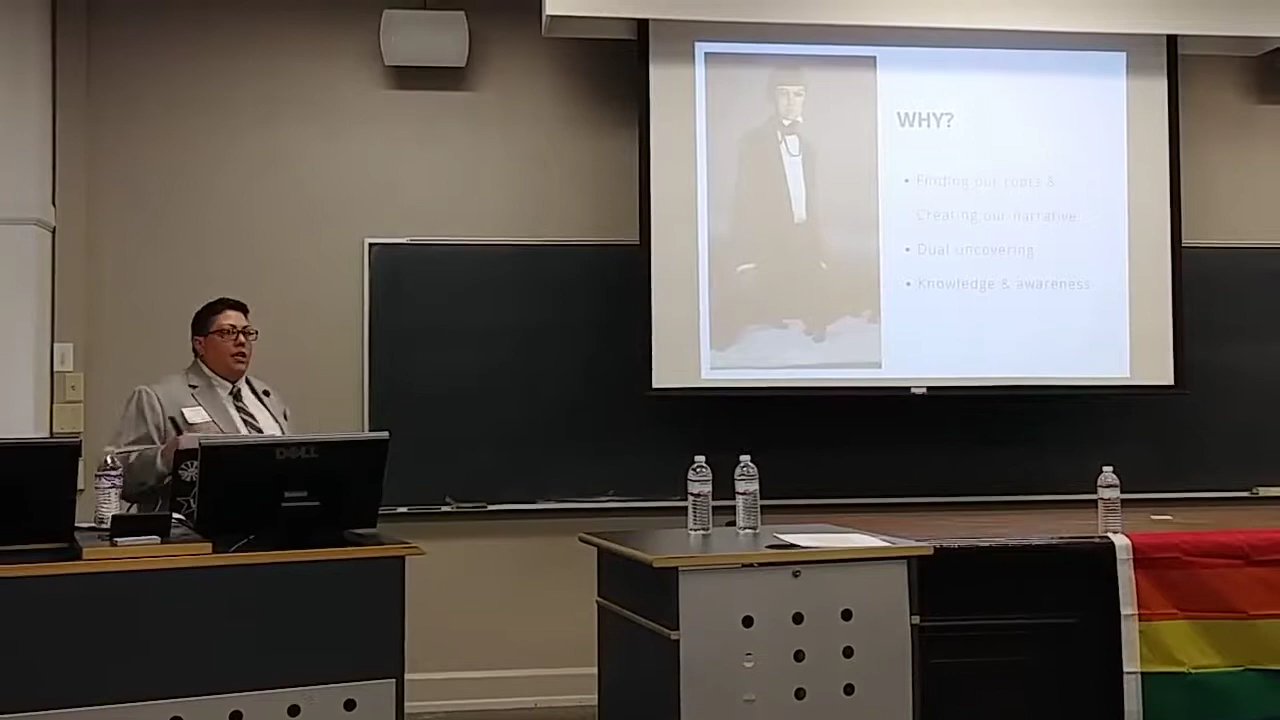 WHY?
• Finding our roots &
Creating our narrative
• Dual uncovering
• Knowledge & awareness
DELL